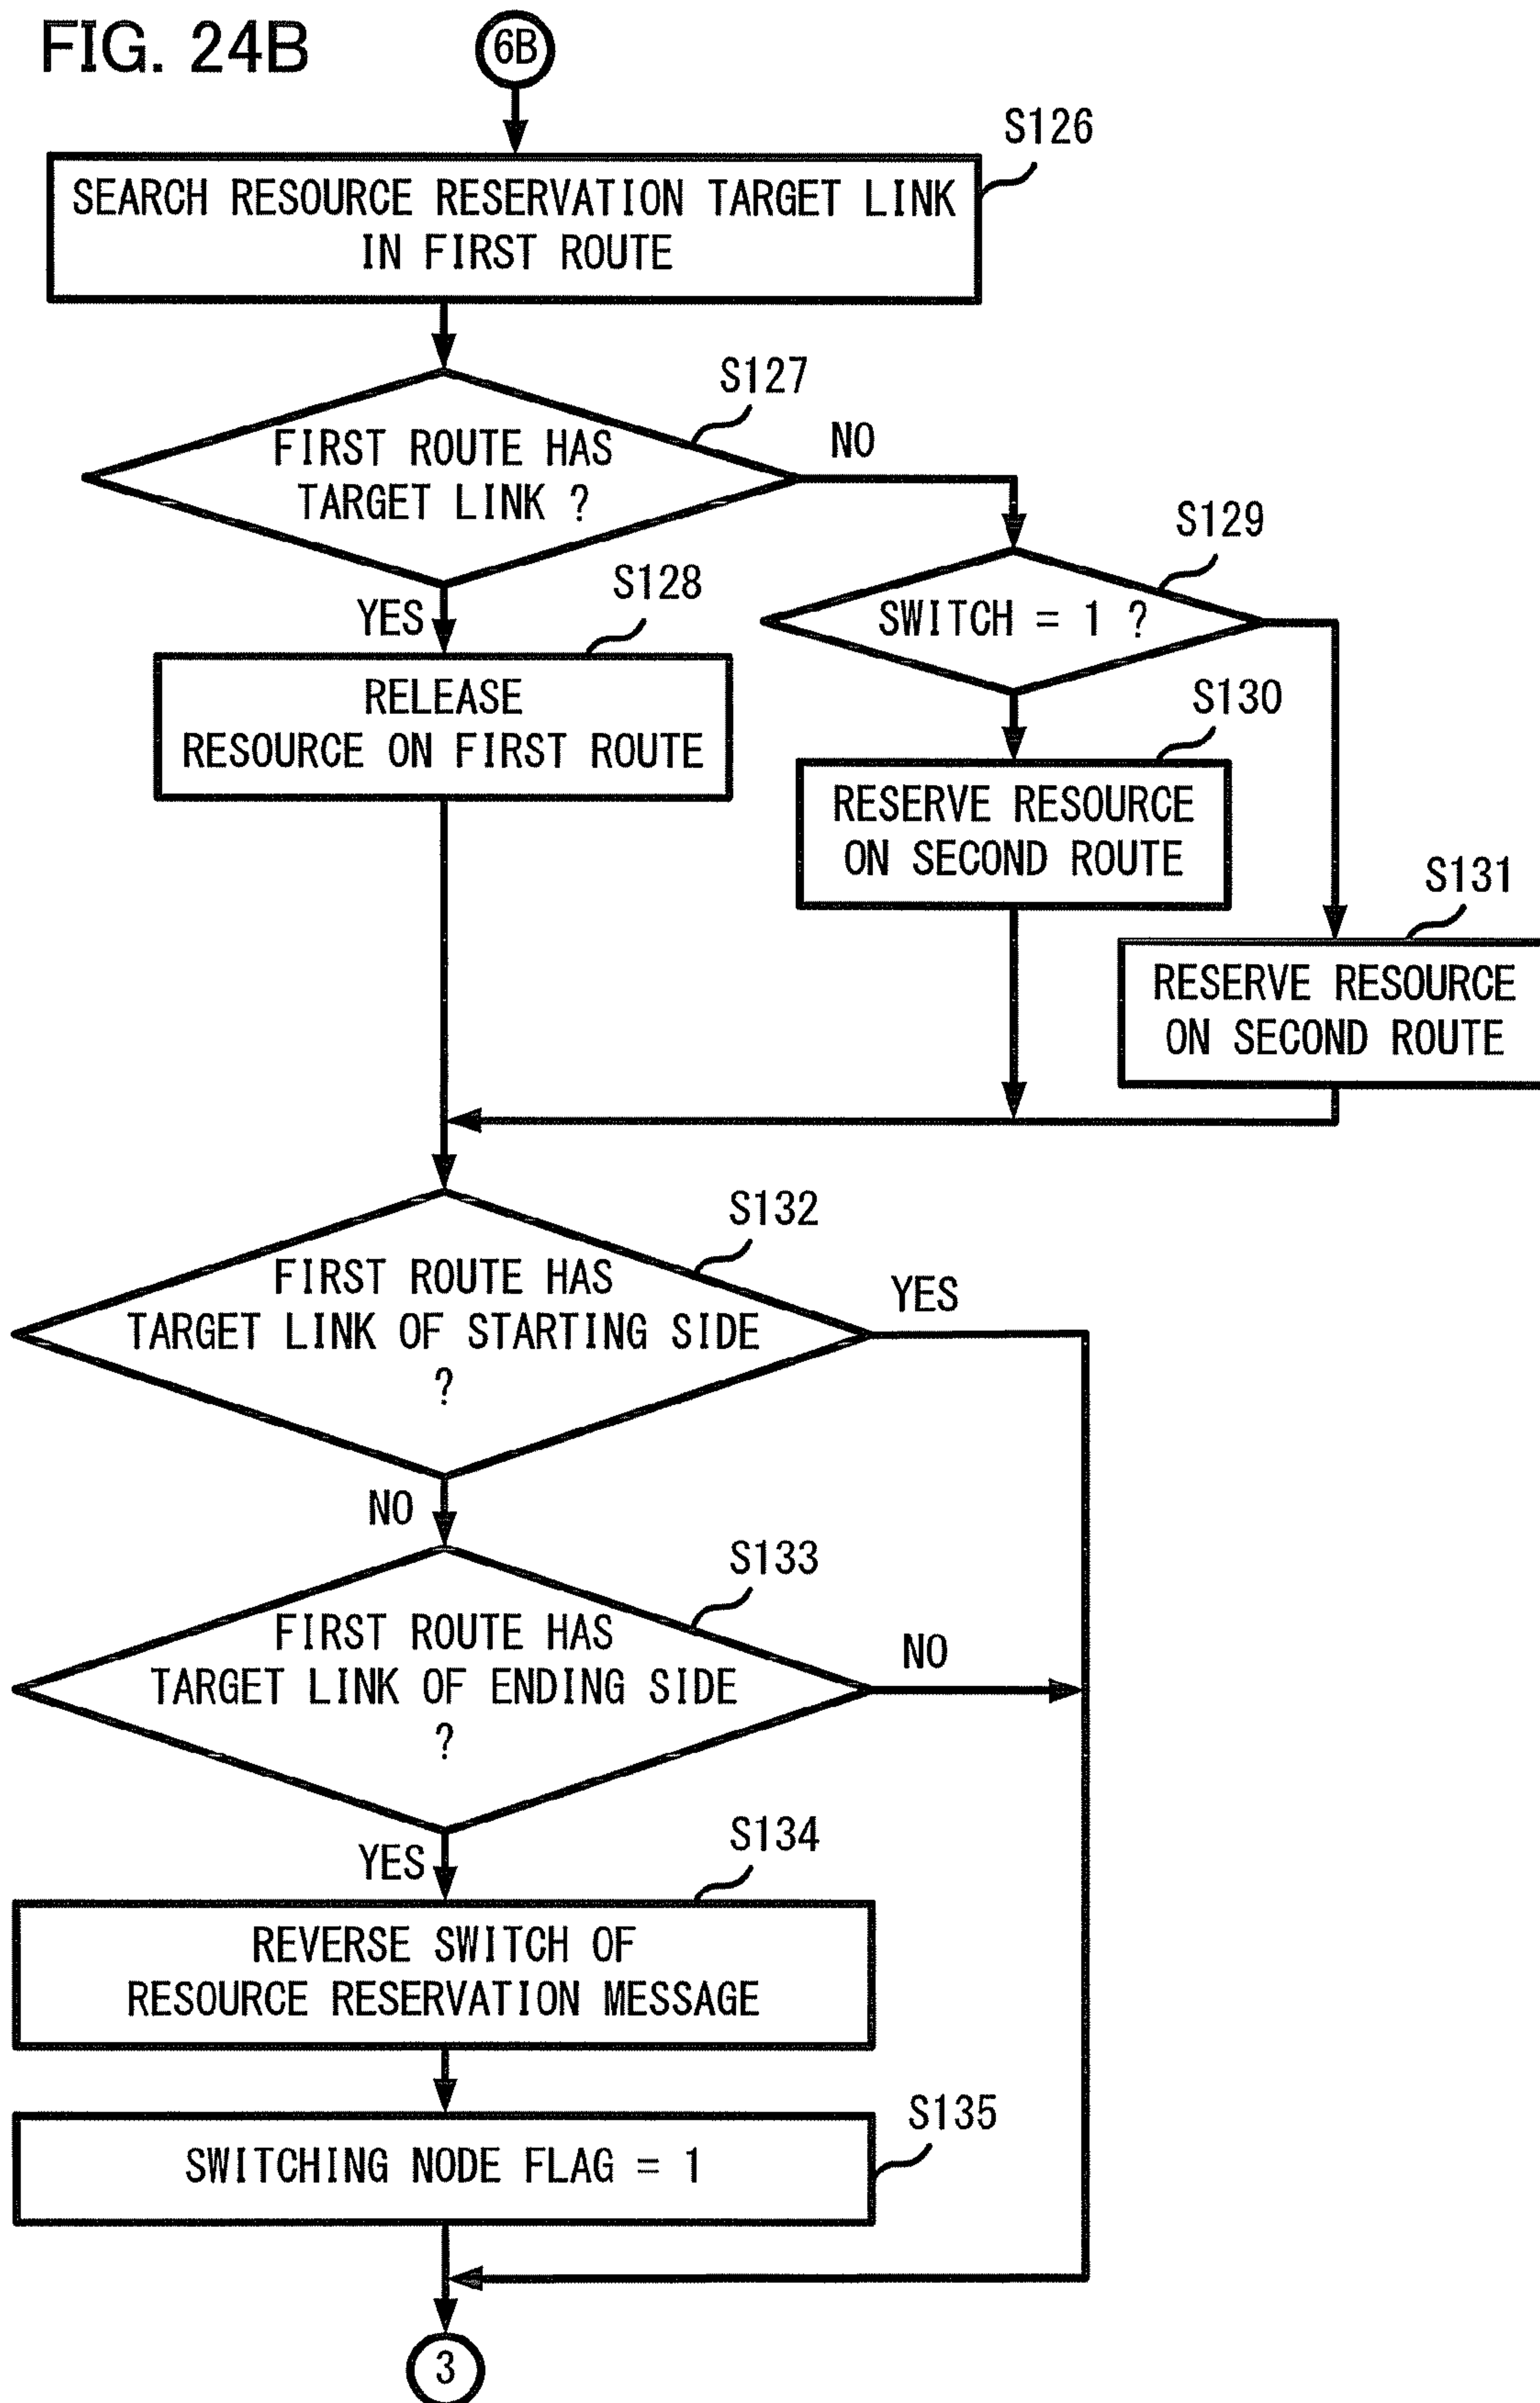 FIG. 24B
6B
S126
SEARCH RESOURCE RESERVATION TARGET LINK
IN FIRST ROUTE
S127
FIRST ROUTE HAS
TARGET LINK ?
NO
YES
S128
RELEASE
RESOURCE ON FIRST ROUTE
S129
SWITCH = 1 ?
S130
RESERVE RESOURCE
ON SECOND ROUTE
S131
RESERVE RESOURCE
ON SECOND ROUTE
S132
FIRST ROUTE HAS
TARGET LINK OF STARTING SIDE
?
YES
NO
S133
FIRST ROUTE HAS
TARGET LINK OF ENDING SIDE
?
NO
YES
S134
REVERSE SWITCH OF
RESOURCE RESERVATION MESSAGE
S135
SWITCHING NODE FLAG = 1
3